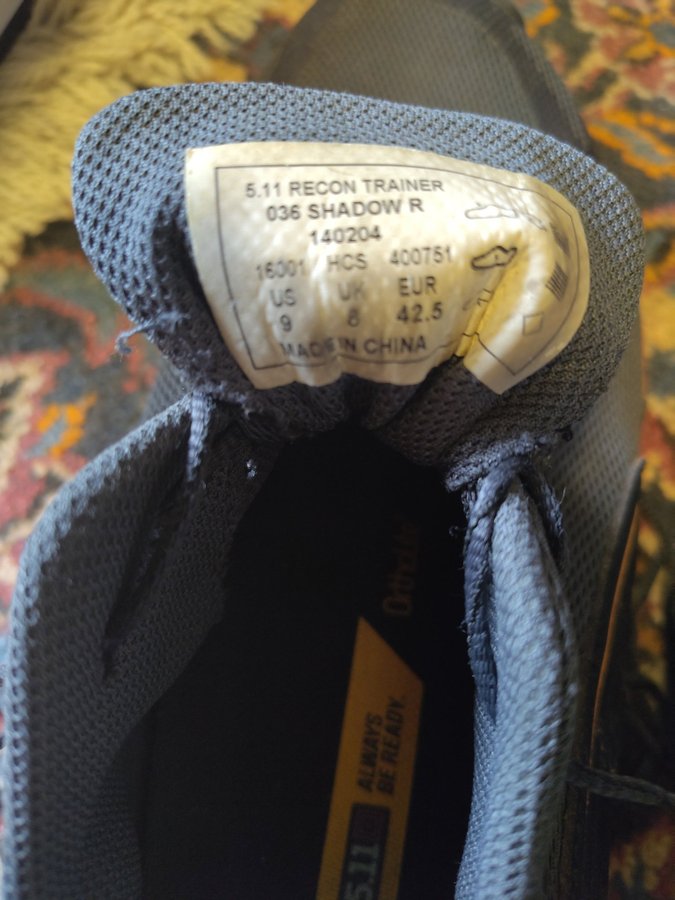 5.11 RECON TRAINER
036 SHADOW R
140204
16001 HCS 400751
US UK EUR
9 8 42.5
MADE IN CHINA
OrthoLite
ALWAYS
BE READY.
5.11